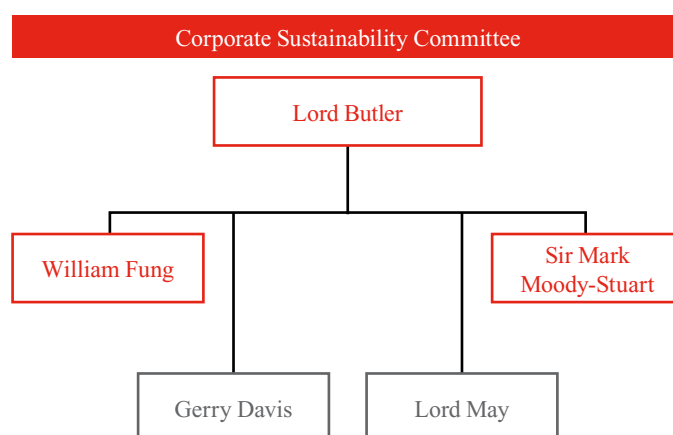 Corporate Sustainability Committee
Lord Butler
William Fung
Sir Mark
Moody-Stuart
Gerry Davis
Lord May